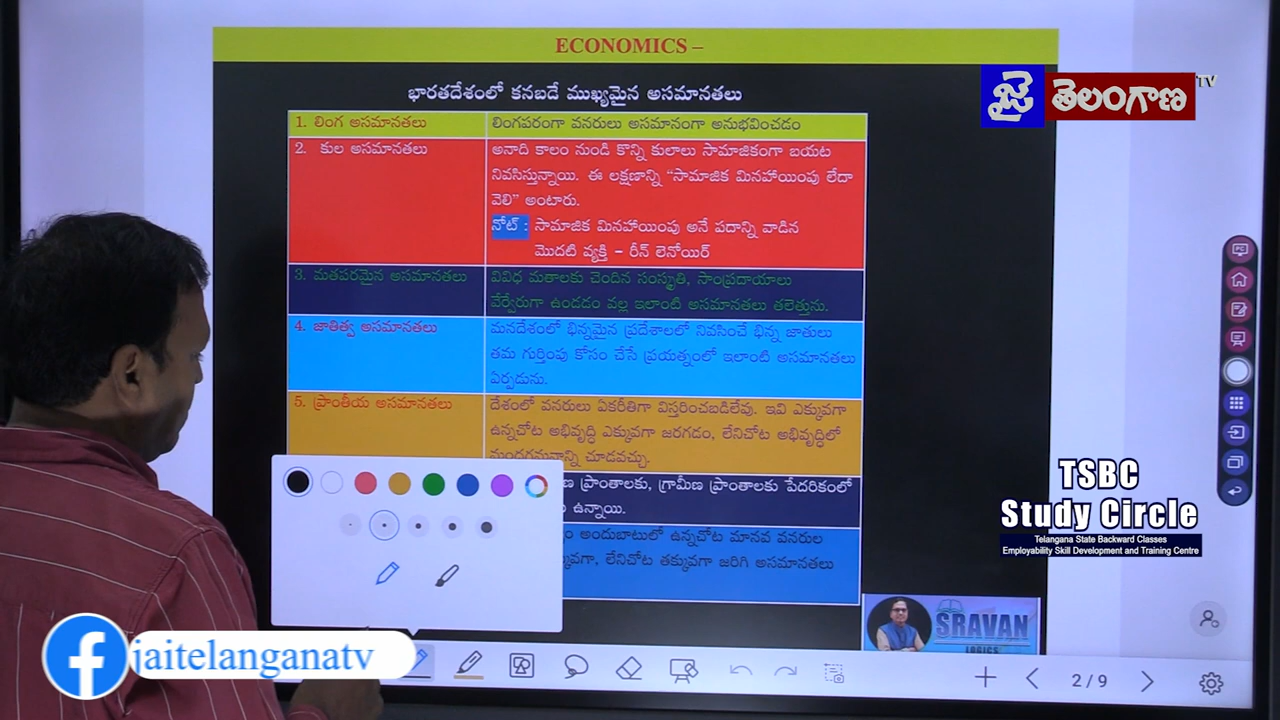 ECONOMICS –
భారతదేశంలో కనబడే ముఖ్యమైన అసమానతలు
జై తెలంగాణ TV
1. లింగ అసమానతలు
లింగపరంగా వనరులు అసమానంగా అనుభవించడం
2. కుల అసమానతలు
అనాది కాలం నుండి కొన్ని కులాలు సామాజికంగా బయట
నివసిస్తున్నాయి. ఈ లక్షణాన్ని “సామాజిక మినహాయింపు లేదా
వెలి” అంటారు.
నోట్ : సామాజిక మినహాయింపు అనే పదాన్ని వాడిన
మొదటి వ్యక్తి – రీన్ లెనోయిర్
3. మతపరమైన అసమానతలు
వివిధ మతాలకు చెందిన సంస్కృతి, సాంప్రదాయాలు
వేర్వేరుగా ఉండడం వల్ల ఇలాంటి అసమానతలు తలెత్తును.
4. జాతిత్వ అసమానతలు
మనదేశంలో భిన్నమైన ప్రదేశాలలో నివసించే భిన్న జాతులు
తమ గుర్తింపు కోసం చేసే ప్రయత్నంలో ఇలాంటి అసమానతలు
ఏర్పడును.
5. ప్రాంతీయ అసమానతలు
దేశంలో వనరులు ఏకరీతిగా విస్తరించబడిలేవు. ఇవి ఎక్కువగా
ఉన్నచోట అభివృద్ధి ఎక్కువగా జరగడం, లేనిచోట అభివృద్ధిలో
చూడవచ్చు.
ప్రాంతాలకు, గ్రామీణ ప్రాంతాలకు పేదరికంలో
ఉన్నాయి.
అందుబాటులో ఉన్నచోట మానవ వనరుల
లేనిచోట తక్కువగా జరిగి అసమానతలు
TSBC
Study Circle
Telangana State Backward Classes
Employability Skill Development and Training Centre
SRAVAN
LOGICS
f jaitelanganatv
2 / 9
PC